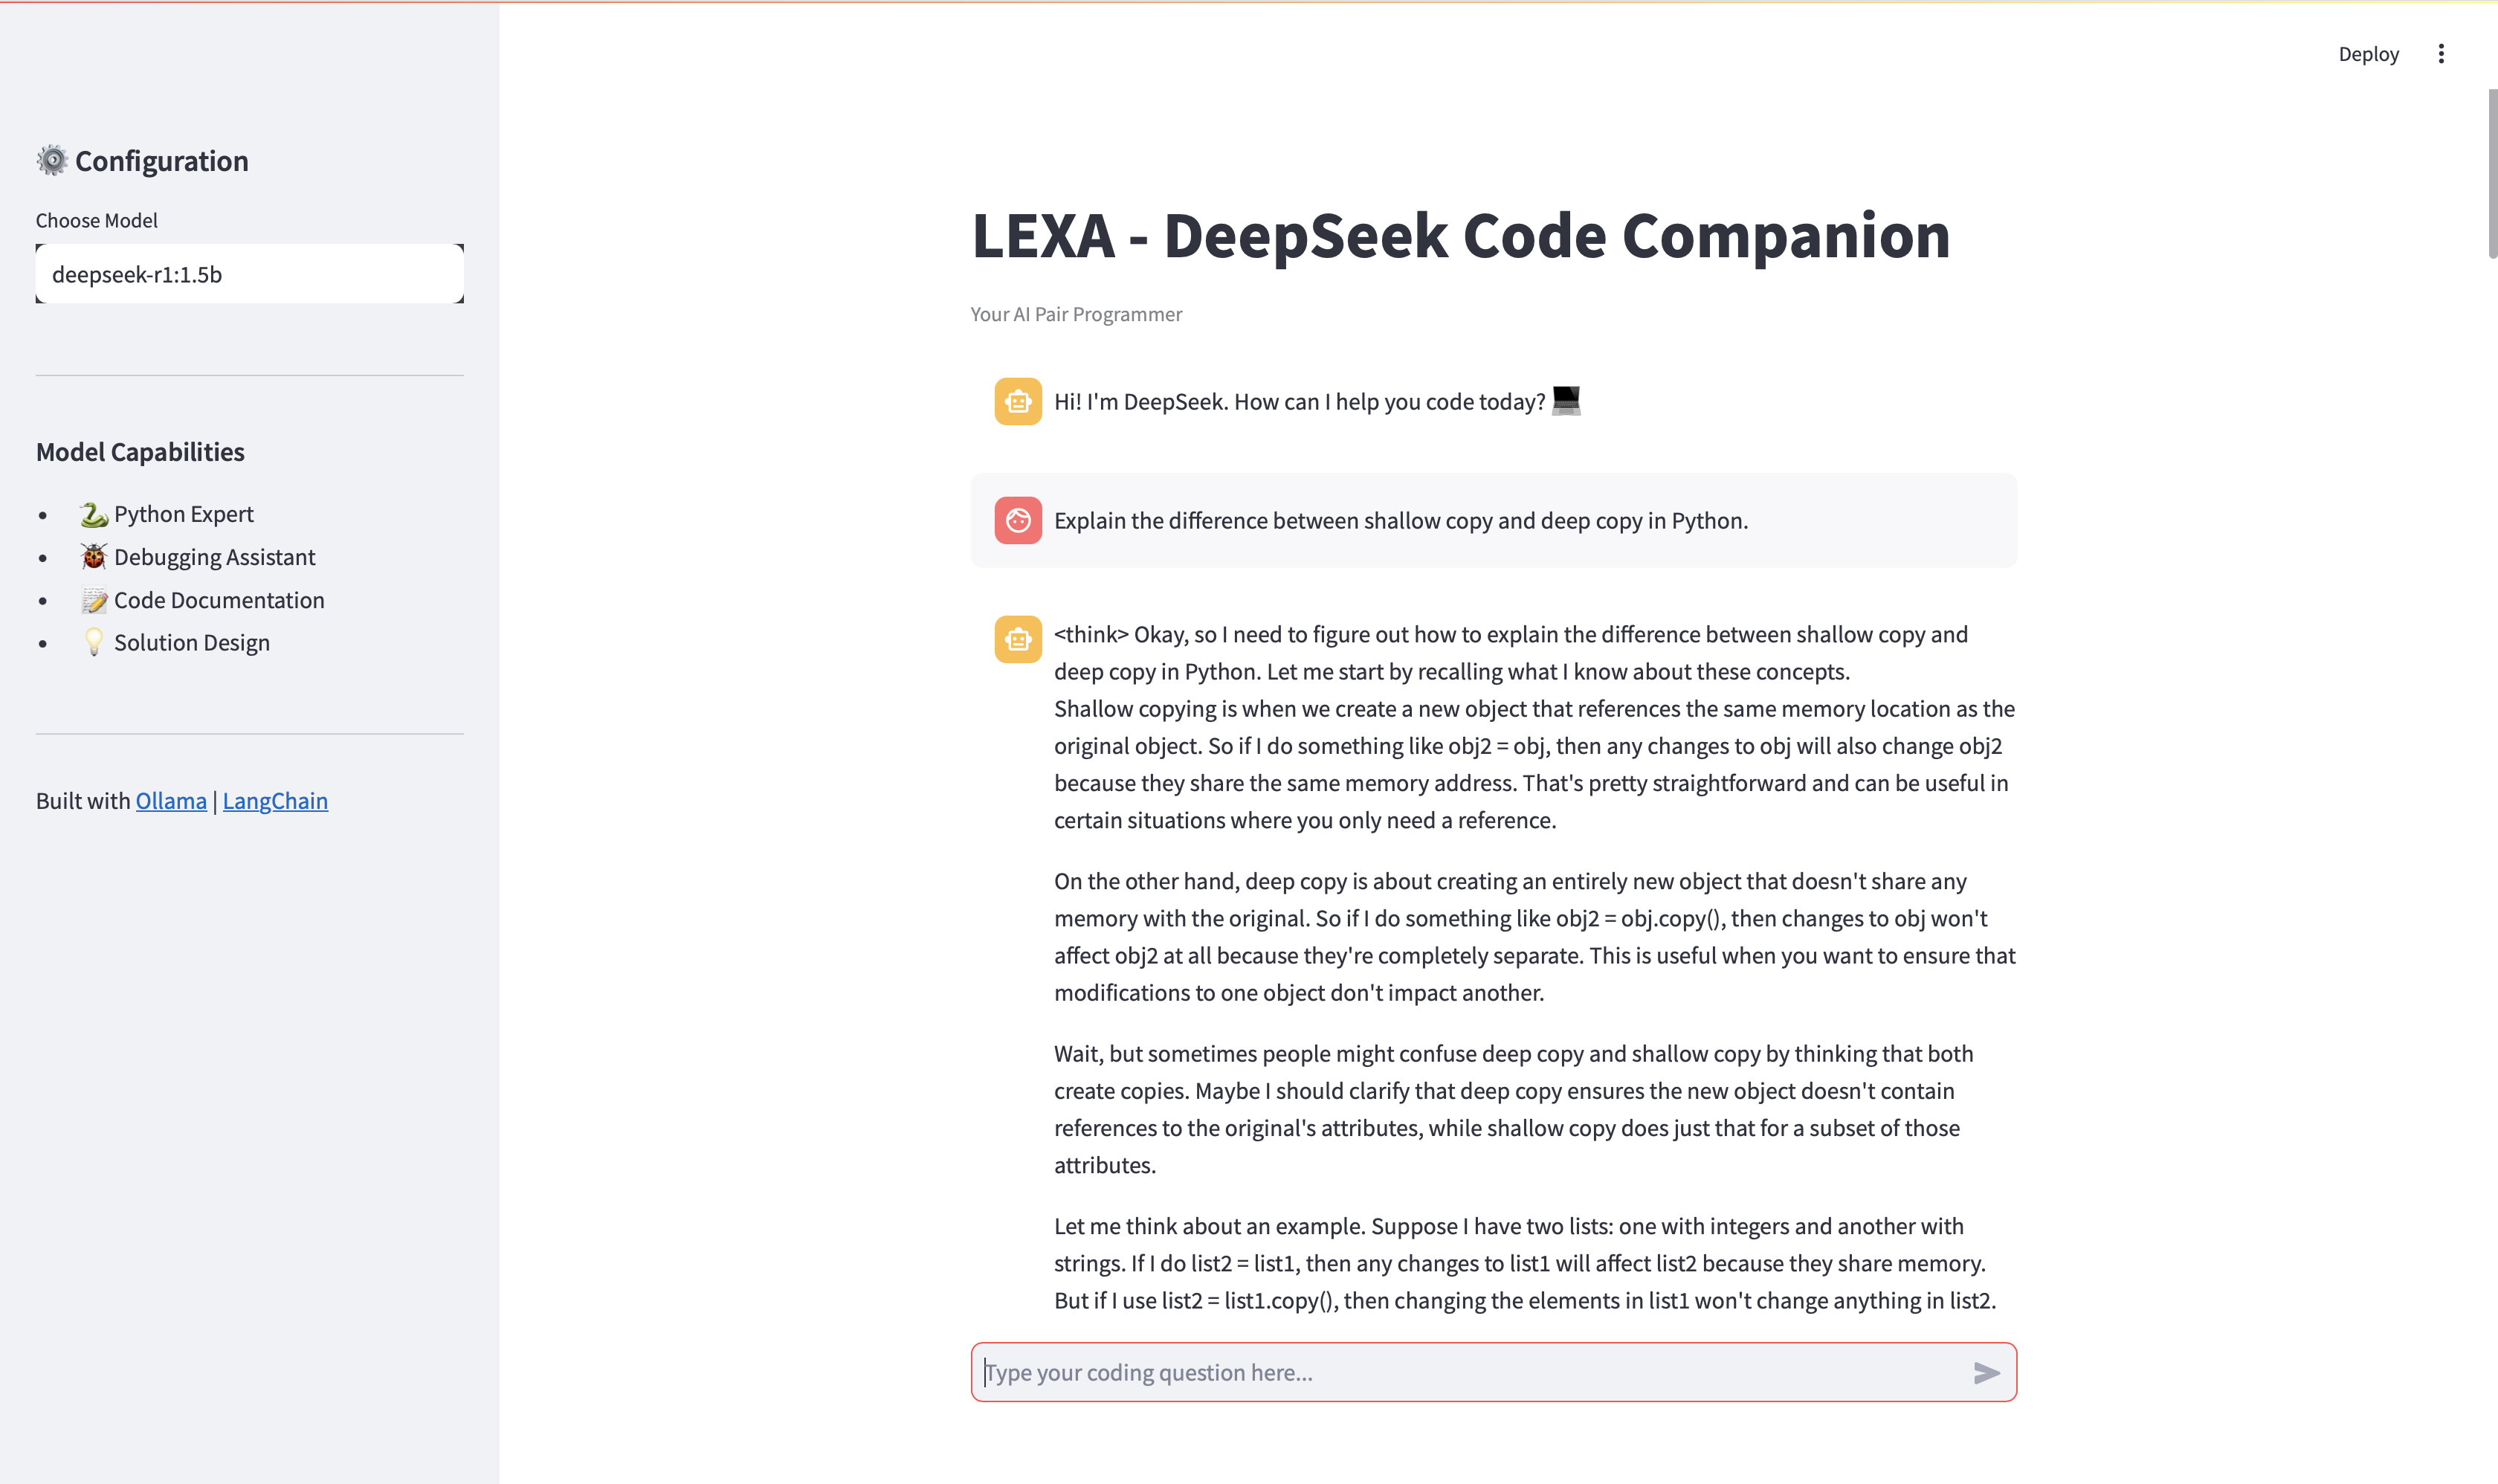 Deploy
⚙️ Configuration
Choose Model
deepseek-r1:1.5b
Model Capabilities
• 🐍 Python Expert
• 🐞 Debugging Assistant
• 📝 Code Documentation
• 💡 Solution Design
Built with Ollama | LangChain
LEXA - DeepSeek Code Companion
Your AI Pair Programmer
Hi! I'm DeepSeek. How can I help you code today? 💻
Explain the difference between shallow copy and deep copy in Python.
<think> Okay, so I need to figure out how to explain the difference between shallow copy and
deep copy in Python. Let me start by recalling what I know about these concepts.
Shallow copying is when we create a new object that references the same memory location as the
original object. So if I do something like obj2 = obj, then any changes to obj will also change obj2
because they share the same memory address. That's pretty straightforward and can be useful in
certain situations where you only need a reference.
On the other hand, deep copy is about creating an entirely new object that doesn't share any
memory with the original. So if I do something like obj2 = obj.copy(), then changes to obj won't
affect obj2 at all because they're completely separate. This is useful when you want to ensure that
modifications to one object don't impact another.
Wait, but sometimes people might confuse deep copy and shallow copy by thinking that both
create copies. Maybe I should clarify that deep copy ensures the new object doesn't contain
references to the original's attributes, while shallow copy does just that for a subset of those
attributes.
Let me think about an example. Suppose I have two lists: one with integers and another with
strings. If I do list2 = list1, then any changes to list1 will affect list2 because they share memory.
But if I use list2 = list1.copy(), then changing the elements in list1 won't change anything in list2.
Type your coding question here...